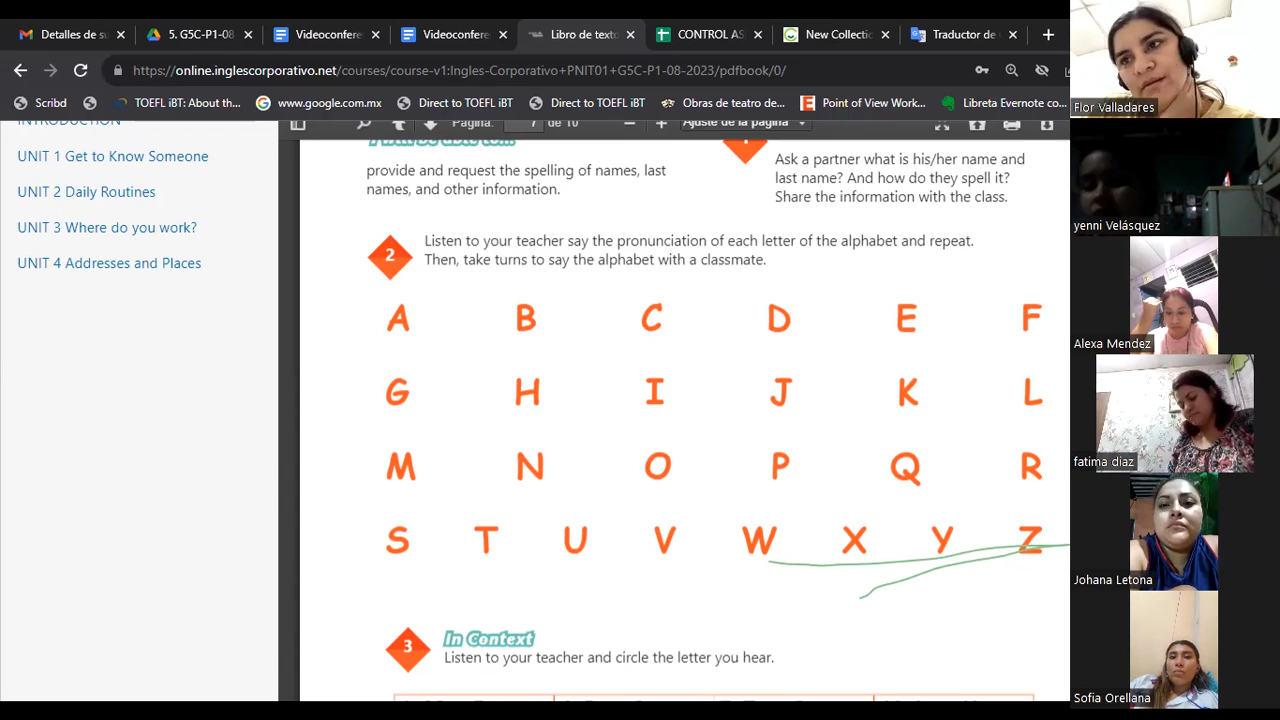 Detalles de su
5. G5C-P1-08
Videoconfere
Videoconfere
Libro de texto
CONTROL AS
New Collectio
Traductor de
https://online.inglescorporativo.net/courses/course-v1:Ingles-Corporativo+PNIT01+G5C-P1-08-2023/pdfbook/0/
Scribd
TOEFL iBT: About th...
www.google.com.mx
Direct to TOEFL iBT
Direct to TOEFL iBT
Obras de teatro de...
Point of View Work...
Libreta Evernote co...
INTRODUCTION
UNIT 1 Get to Know Someone
UNIT 2 Daily Routines
UNIT 3 Where do you work?
UNIT 4 Addresses and Places
Página: 7 de 10
Ajuste de la página
I will be able to...
provide and request the spelling of names, last
names, and other information.
1
Ask a partner what is his/her name and
last name? And how do they spell it?
Share the information with the class.
2
Listen to your teacher say the pronunciation of each letter of the alphabet and repeat.
Then, take turns to say the alphabet with a classmate.
A B C D E F
G H I J K L
M N O P Q R
S T U V W X Y Z
3
In Context
Listen to your teacher and circle the letter you hear.
Flor Valladares
yenni Velásquez
Alexa Mendez
fatima diaz
Johana Letona
Sofia Orellana